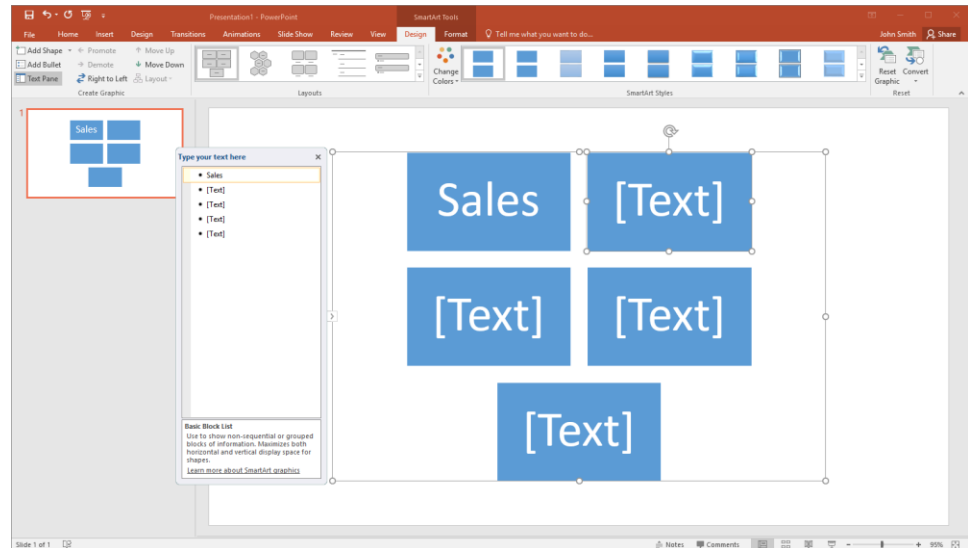 Presentation1 - PowerPoint
SmartArt Tools
File Home Insert Design Transitions Animations Slide Show Review View Design Format Tell me what you want to do... John Smith Share
Add Shape Promote Move Up
Add Bullet Demote Move Down
Text Pane Right to Left Layout
Create Graphic
Layouts
Change
Colors
SmartArt Styles
Reset
Graphic
Convert
Reset
1
Sales
Type your text here
Sales
[Text]
[Text]
[Text]
[Text]
Basic Block List
Use to show non-sequential or grouped
blocks of information. Maximizes both
horizontal and vertical display space for
shapes.
Learn more about SmartArt graphics
Sales [Text]
[Text] [Text]
[Text]
Slide 1 of 1 Notes Comments 95%